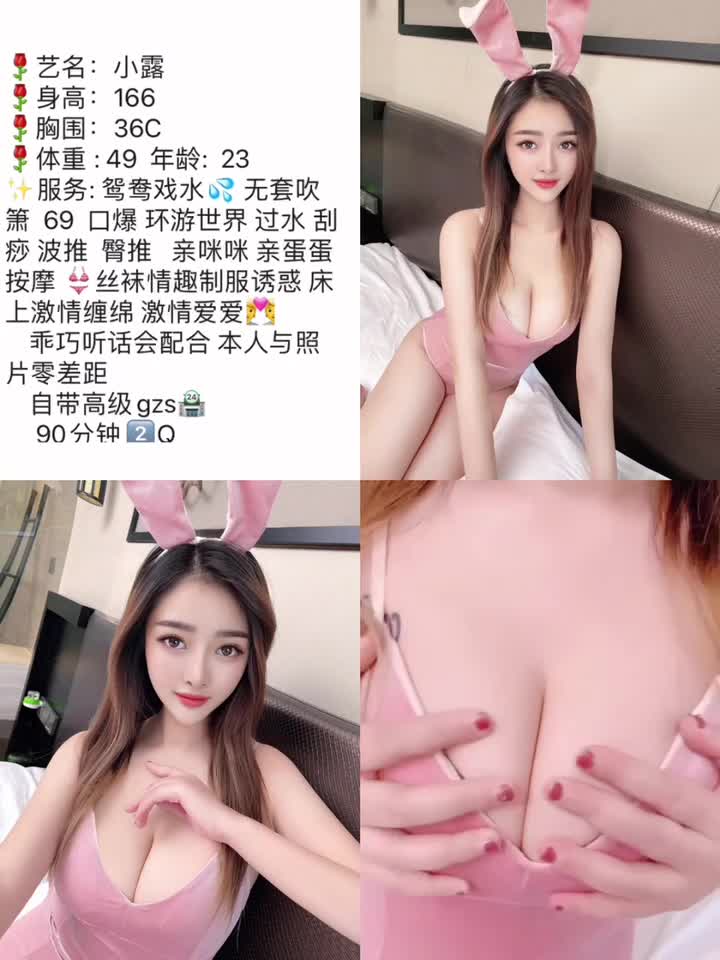 🌹艺名：小露
🌹身高：166
🌹胸围：36C
🌹体重：49 年龄：23
✨服务: 鸳鸯戏水💦 无套吹
箫 69 口爆 环游世界 过水 刮
痧 波推 臀推 亲咪咪 亲蛋蛋
按摩 👙丝袜情趣制服诱惑 床
上激情缠绵 激情爱爱💏
乖巧听话会配合 本人与照
片零差距
自带高级gzs🏪
90分钟 2️⃣Q